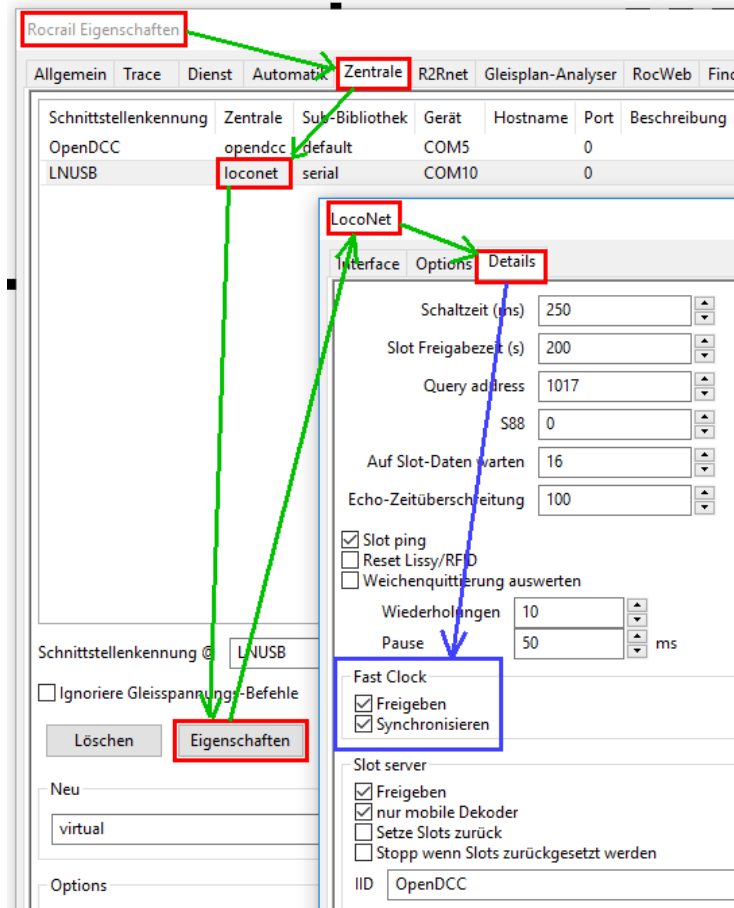 Rocrail Eigenschaften
Allgemein Trace Dienst Automatik Zentrale R2Rnet Gleisplan-Analyser RocWeb
Schnittstellenkennung Zentrale Sub-Bibliothek Gerät Hostname Port Beschreibung
OpenDCC opendcc default COM5 0
LNUSB loconet serial COM10 0
LocoNet
Interface Options Details
Schaltzeit (ms) 250
Slot Freigabezeit (s) 200
Query address 1017
S88 0
Auf Slot-Daten warten 16
Echo-Zeitüberschreitung 100
Slot ping
Reset Lissy/RFID
Weichenquittierung auswerten
Wiederholungen 10
Pause 50 ms
Schnittstellenkennung @ LNUSB
Ignoriere Gleisspannungs-Befehle
Löschen Eigenschaften
Neu
virtual
Options
Fast Clock
Freigeben
Synchronisieren
Slot server
Freigeben
nur mobile Dekoder
Setze Slots zurück
Stopp wenn Slots zurückgesetzt werden
IID OpenDCC